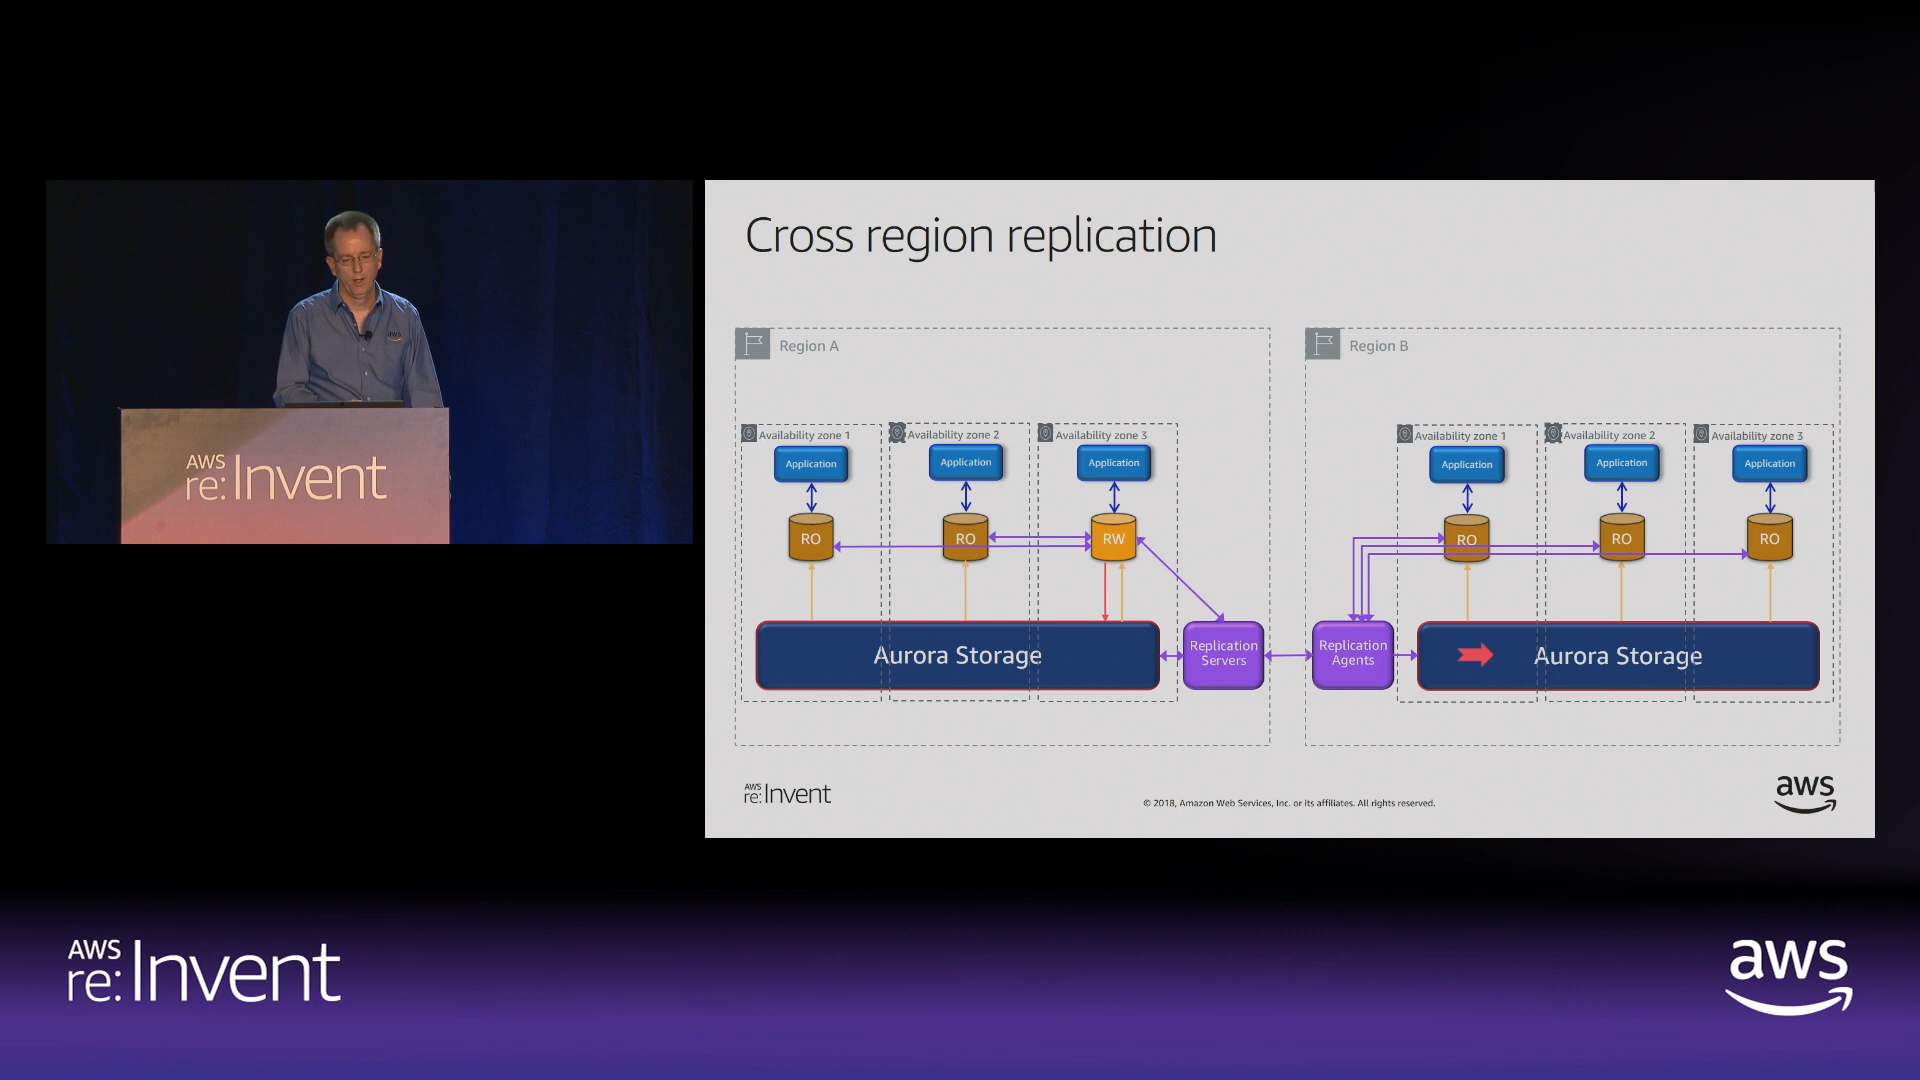 aws
AWS
re:Invent
Cross region replication
Region A
Availability zone 1
Availability zone 2
Availability zone 3
Application
Application
Application
RO
RO
RW
Aurora Storage
Replication
Servers
Region B
Availability zone 1
Availability zone 2
Availability zone 3
Application
Application
Application
RO
RO
RO
Replication
Agents
Aurora Storage
AWS
re:Invent
© 2018, Amazon Web Services, Inc. or its affiliates. All rights reserved.
aws
AWS
re:Invent
aws